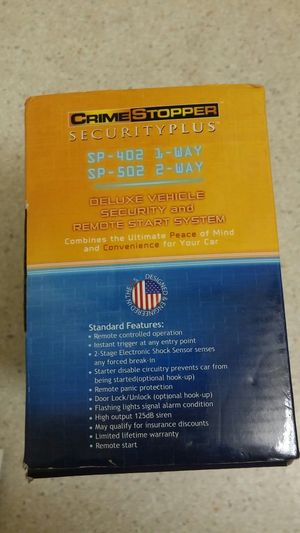 CRIMESTOPPER
SECURITYPLUS
SP-402 1-WAY
SP-502 2-WAY
DELUXE VEHICLE
SECURITY and
REMOTE START SYSTEM
Combines the Ultimate Peace of Mind
and Convenience for Your Car
DESIGNED & ENGINEERED IN THE
Standard Features:
• Remote controlled operation
• Instant trigger at any entry point
• 2-Stage Electronic Shock Sensor senses
any forced break-in
• Starter disable circuitry prevents car from
being started(optional hook-up)
• Remote panic protection
• Door Lock/Unlock (optional hook-up)
• Flashing lights signal alarm condition
• High output 125dB siren
• May qualify for insurance discounts
• Limited lifetime warranty
• Remote start